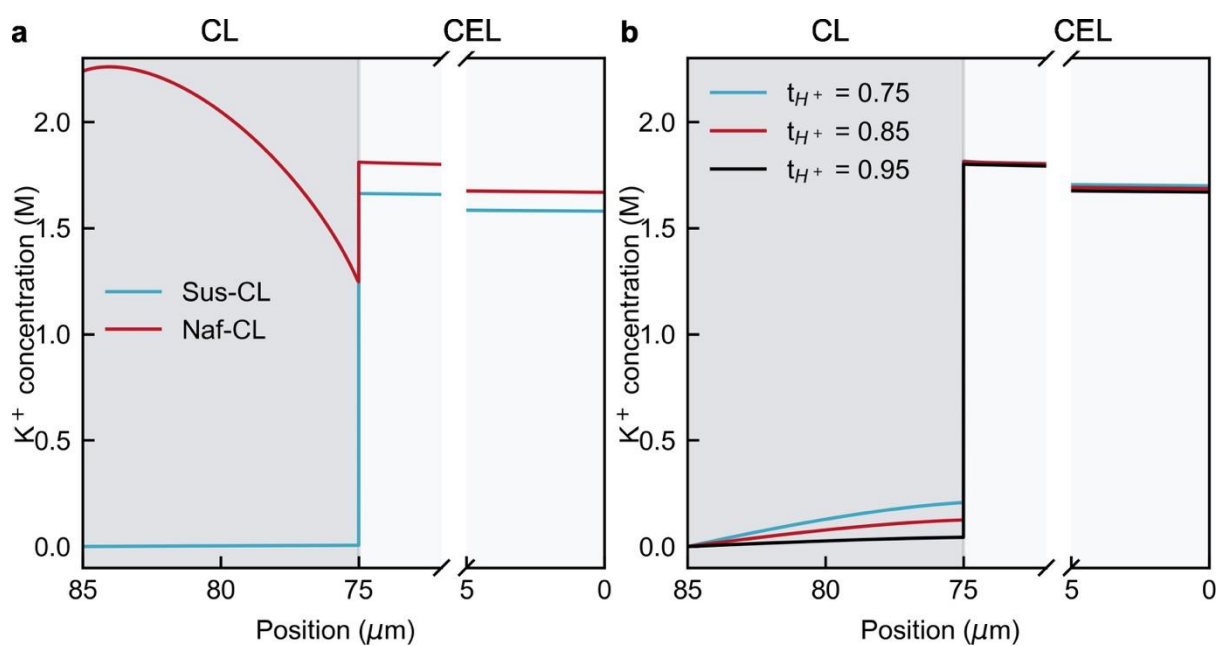 a
CL
CEL
K+ concentration (M)
2.0
1.5
1.0
0.5
0.0
Sus-CL
Naf-CL
85
80
75
5
0
Position (μm)
b
CL
CEL
K+ concentration (M)
2.0
1.5
1.0
0.5
0.0
tH+ = 0.75
tH+ = 0.85
tH+ = 0.95
85
80
75
5
0
Position (μm)